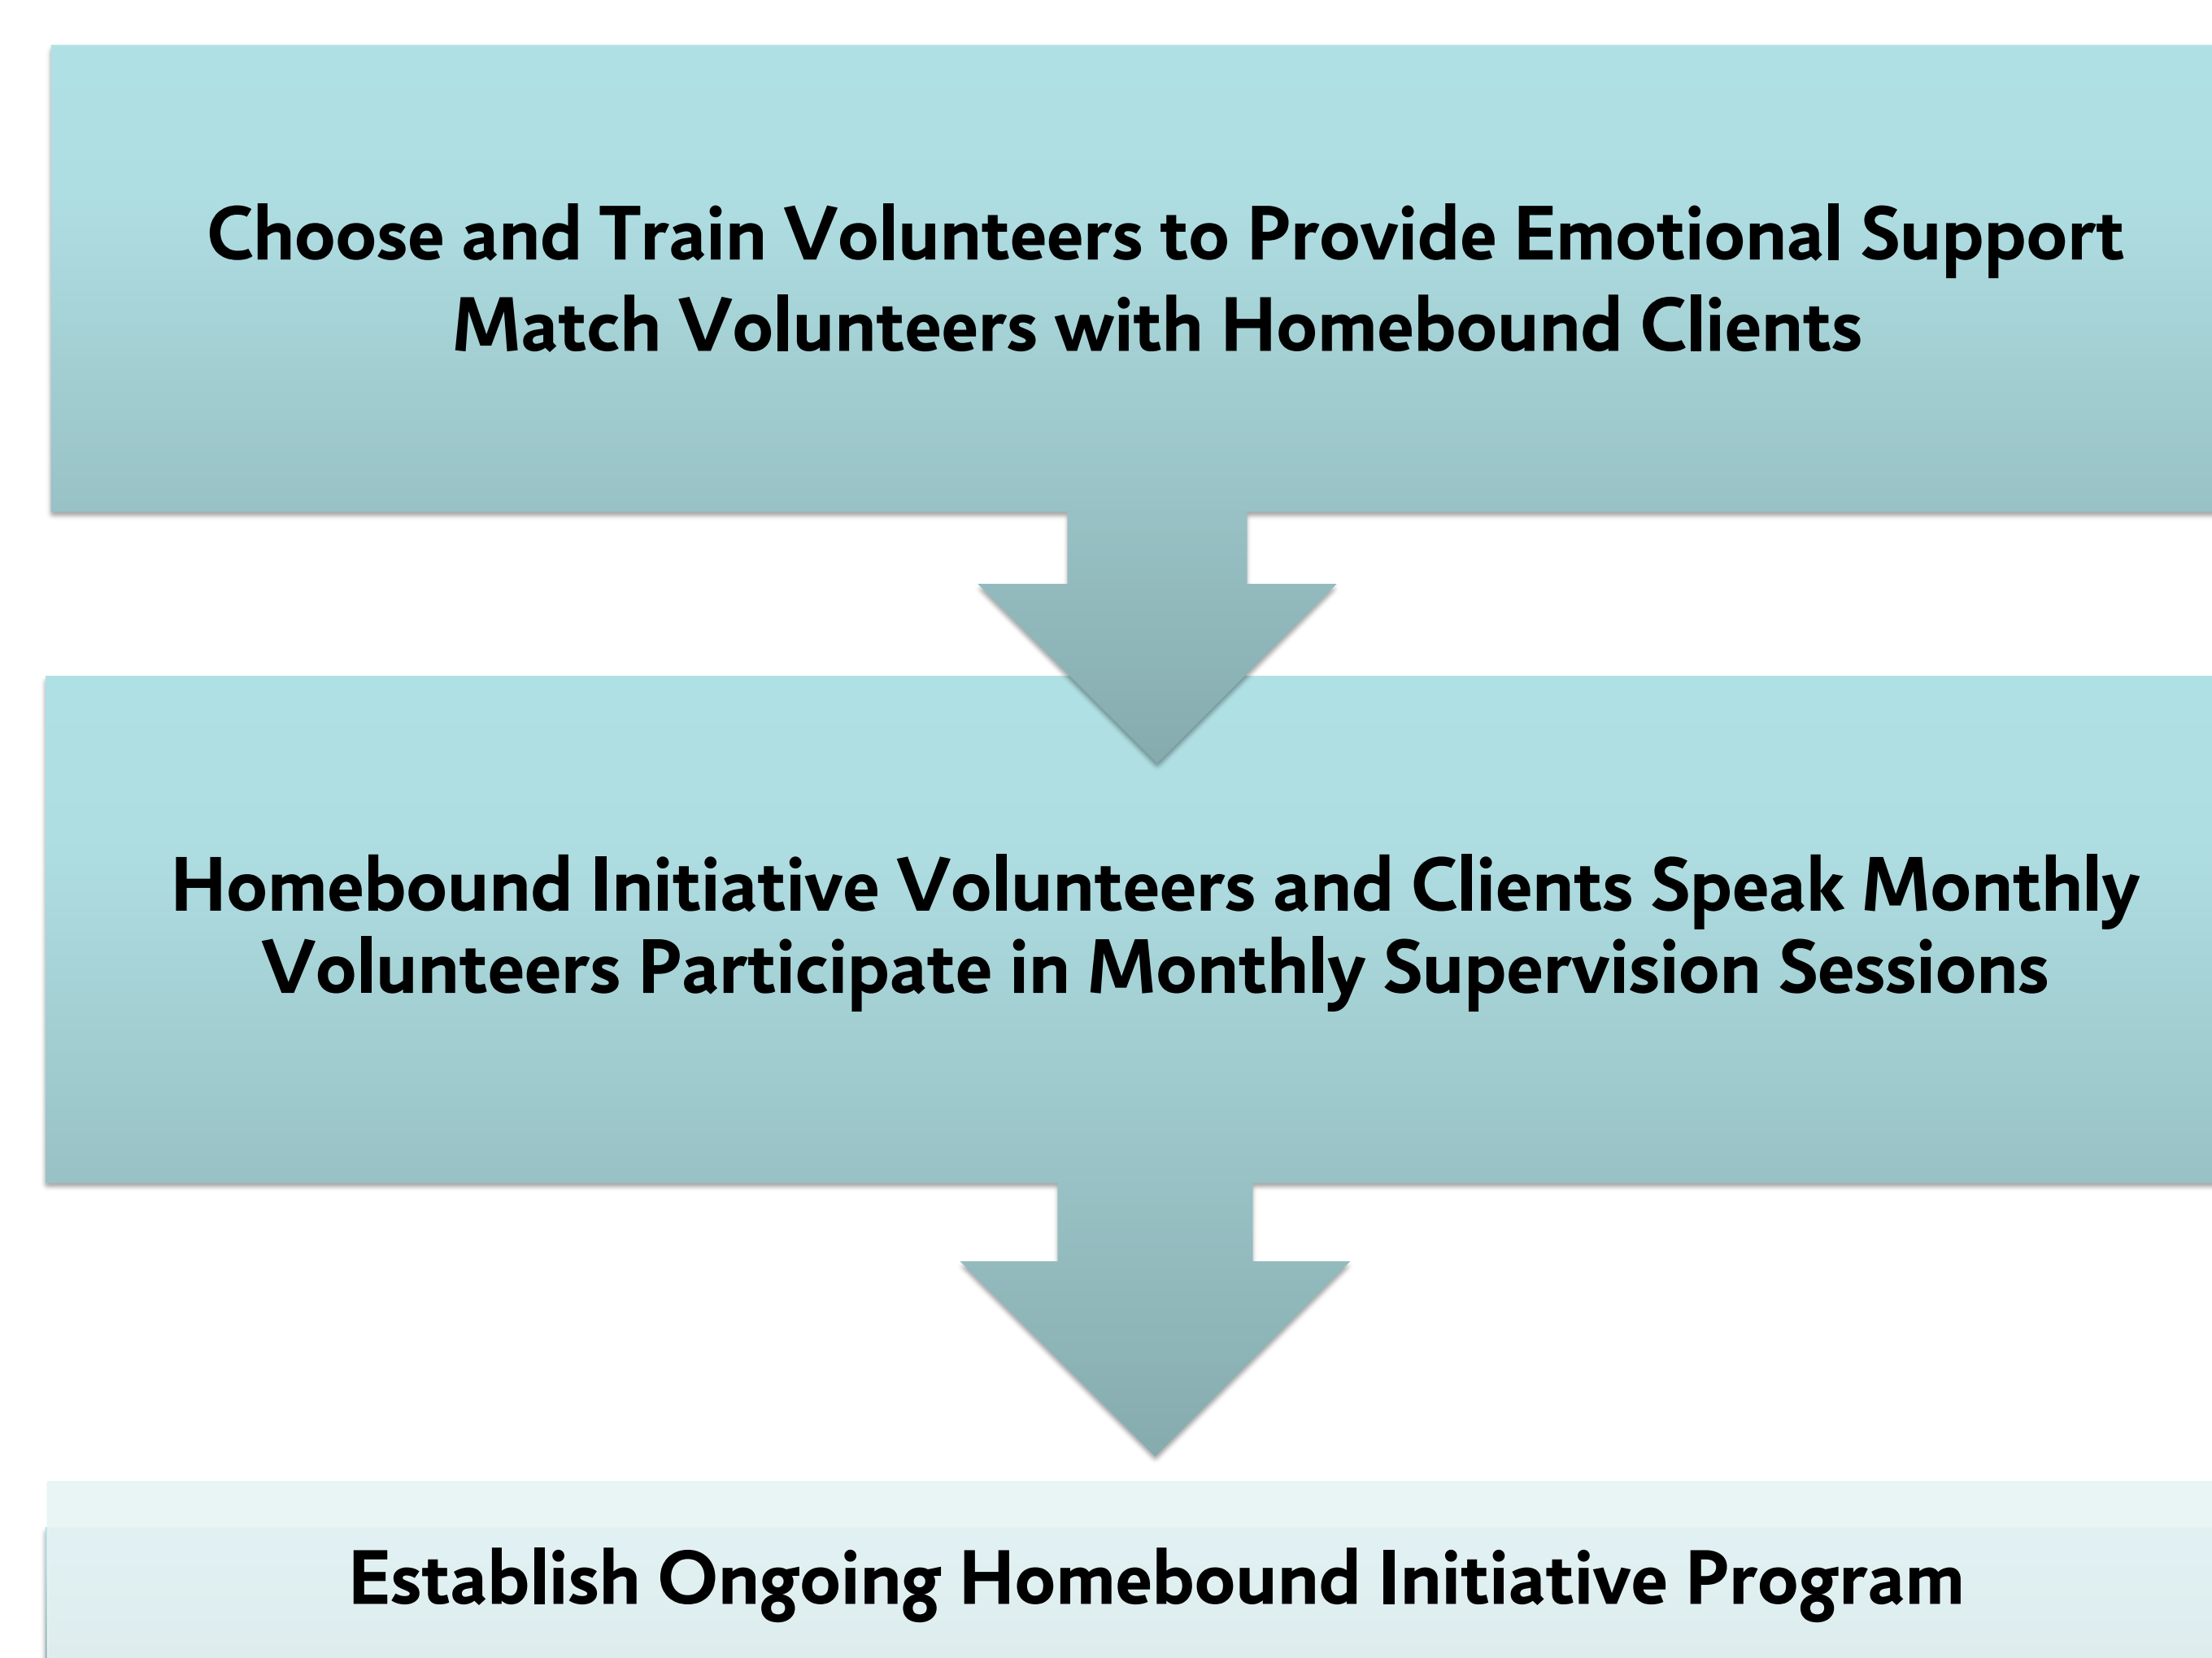 Choose and Train Volunteers to Provide Emotional Support
Match Volunteers with Homebound Clients
Homebound Initiative Volunteers and Clients Speak Monthly
Volunteers Participate in Monthly Supervision Sessions
Establish Ongoing Homebound Initiative Program